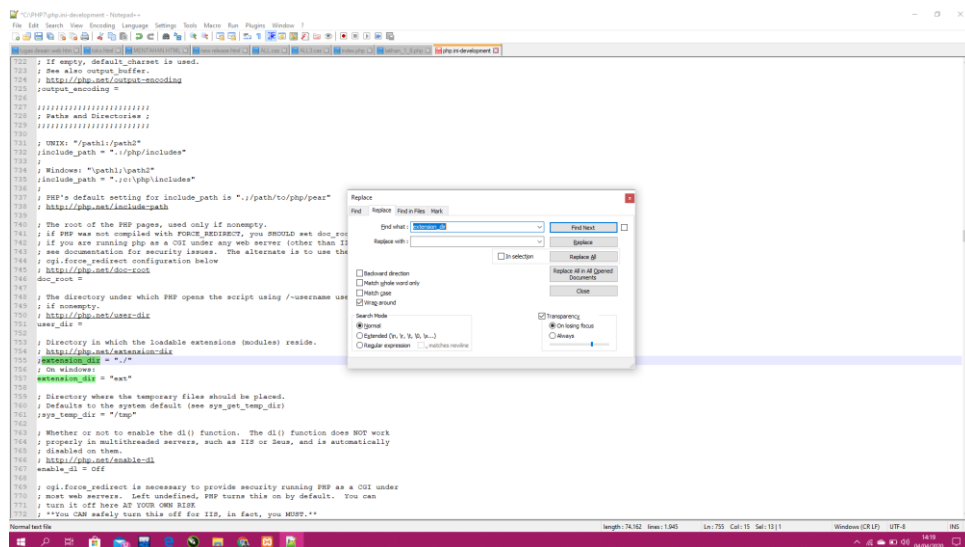 *C:\PHP7\php.ini-development - Notepad++
File Edit Search View Encoding Language Settings Tools Macro Run Plugins Window ?
php.ini-development
722 ; If empty, default_charset is used.
723 ; See also output_buffer.
724 ; http://php.net/output-encoding
725 ;output_encoding =
726
727 ;;;;;;;;;;;;;;;;;;;;;;;;;
728 ; Paths and Directories ;
729 ;;;;;;;;;;;;;;;;;;;;;;;;;
730
731 ; UNIX: "/path1:/path2"
732 ;include_path = ".:/php/includes"
733 ;
734 ; Windows: "\path1;\path2"
735 ;include_path = ".;c:\php\includes"
736 ;
737 ; PHP's default setting for include_path is ".;/path/to/php/pear"
738 ; http://php.net/include-path
739
740 ; The root of the PHP pages, used only if nonempty.
741 ; if PHP was not compiled with FORCE_REDIRECT, you SHOULD set doc_roo
742 ; if you are running php as a CGI under any web server (other than II
743 ; see documentation for security issues. The alternate is to use the
744 ; cgi.force_redirect configuration below
745 ; http://php.net/doc-root
746 doc_root =
747
748 ; The directory under which PHP opens the script using /~username use
749 ; if nonempty.
750 ; http://php.net/user-dir
751 user_dir =
752
753 ; Directory in which the loadable extensions (modules) reside.
754 ; http://php.net/extension-dir
755 ;extension_dir = "./"
756 ; On windows:
757 extension_dir = "ext"
758
759 ; Directory where the temporary files should be placed.
760 ; Defaults to the system default (see sys_get_temp_dir)
761 ;sys_temp_dir = "/tmp"
762
763 ; Whether or not to enable the dl() function. The dl() function does NOT work
764 ; properly in multithreaded servers, such as IIS or Zeus, and is automatically
765 ; disabled on them.
766 ; http://php.net/enable-dl
767 enable_dl = Off
768
769 ; cgi.force_redirect is necessary to provide security running PHP as a CGI under
770 ; most web servers. Left undefined, PHP turns this on by default. You can
771 ; turn it off here AT YOUR OWN RISK
772 ; **You CAN safely turn this off for IIS, in fact, you MUST.**
Replace
Find Replace Find in Files Mark
Find what : extension_dir
Find Next
Replace with :
Replace
In selection
Replace All
Replace All in All Opened Documents
Close
Backward direction
Match whole word only
Match case
Wrap around
Search Mode
Normal
Extended (\n, \r, \t, \0, \x...)
Regular expression
. matches newline
Transparency
On losing focus
Always
Normal text file
length : 74.162 lines : 1.945
Ln : 755 Col : 15 Sel : 13 | 1
Windows (CR LF)
UTF-8
INS
14:19
04/04/2020